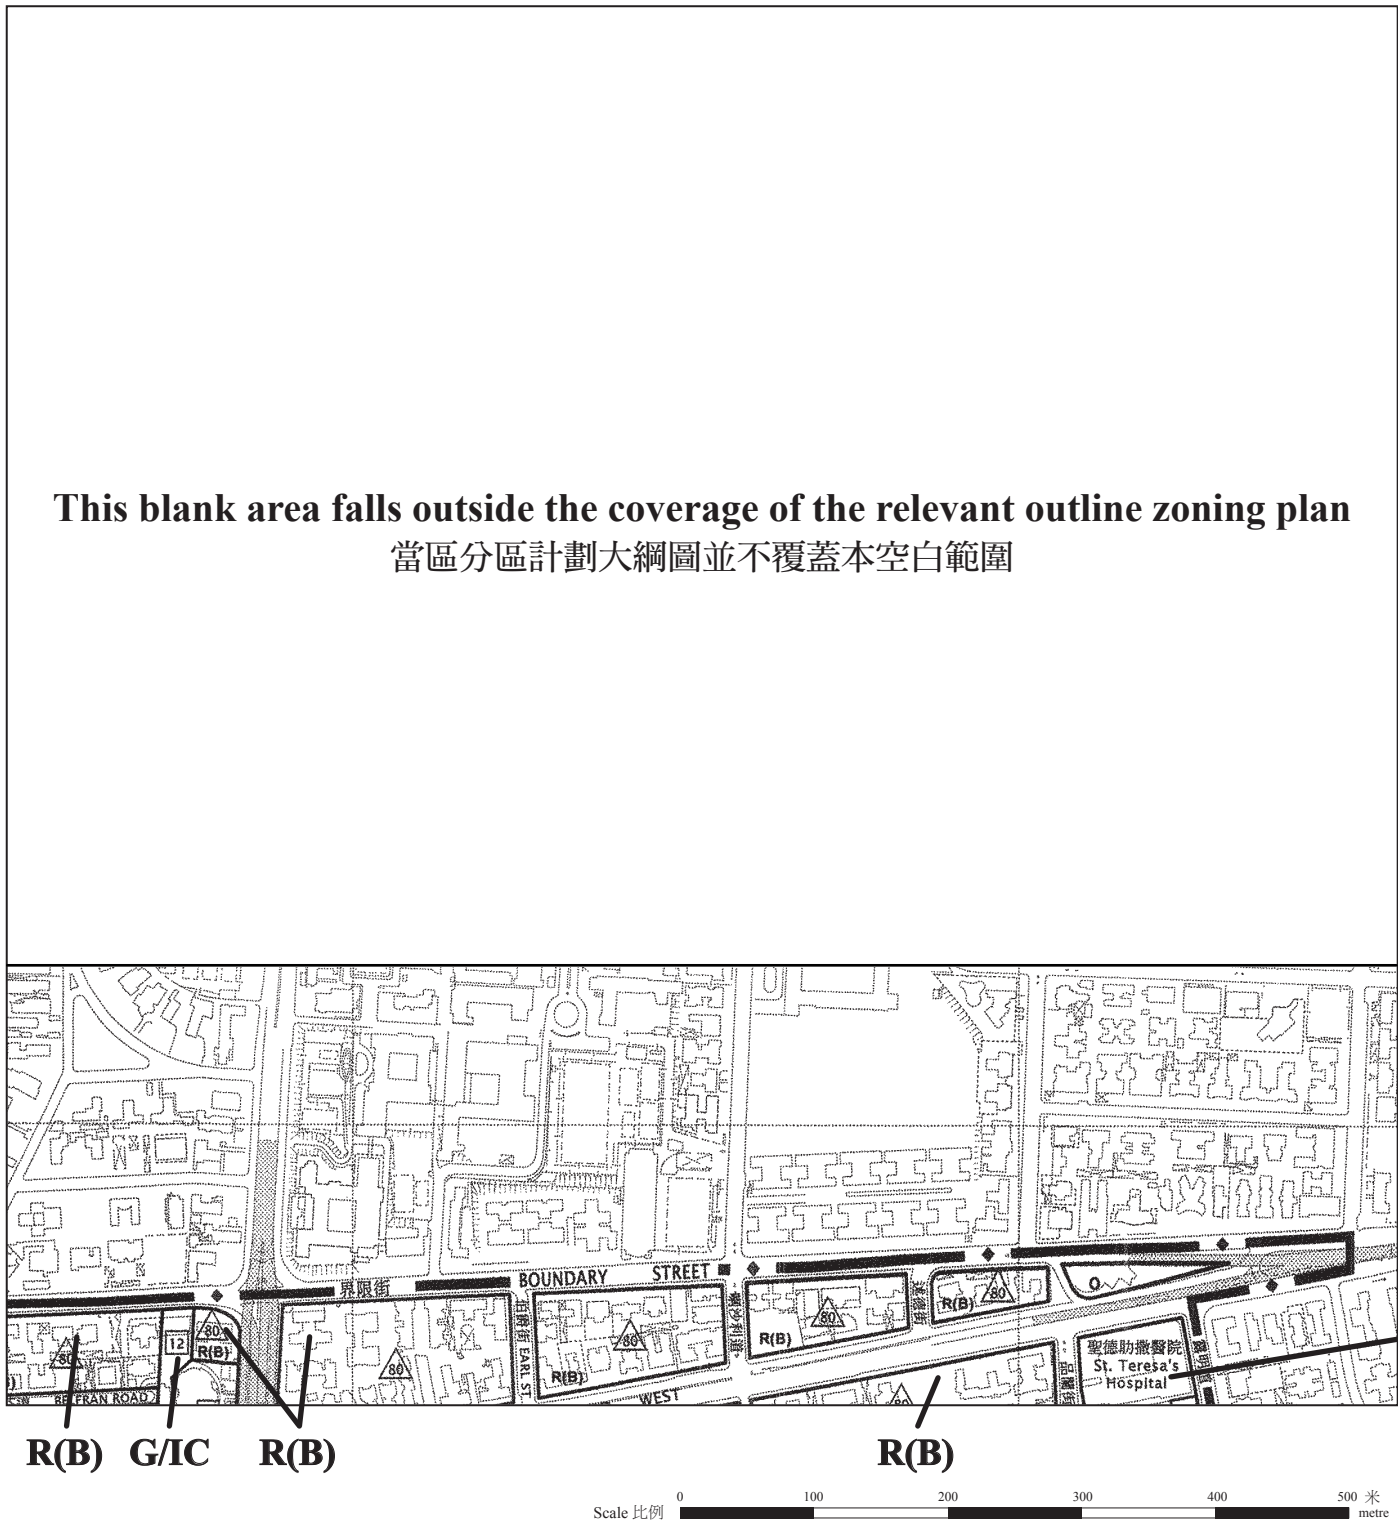 This blank area falls outside the coverage of the relevant outline zoning plan
當區分區計劃大綱圖並不覆蓋本空白範圍
界限街
BOUNDARY STREET
80
12
80
R(B)
80
EARL ST
80
R(B)
80
R(B)
80
R(B)
O
WEST
80
聖德肋撒醫院
St. Teresa's
Hospital
BELFRAN ROAD
R(B)
G/IC
R(B)
R(B)
Scale 比例
0
100
200
300
400
500
米
metre